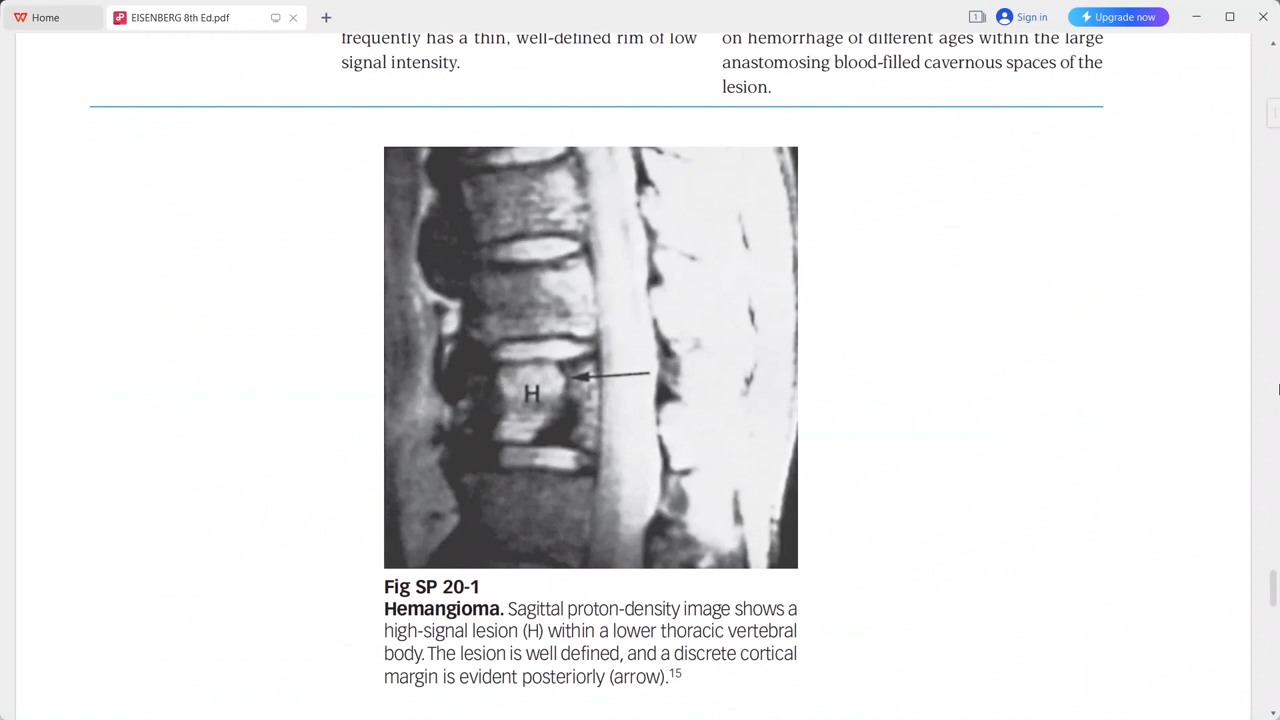 Home
EISENBERG 8th Ed.pdf
1
Sign in
Upgrade now
frequently has a thin, well-defined rim of low
signal intensity.
on hemorrhage of different ages within the large
anastomosing blood-filled cavernous spaces of the
lesion.
H
Fig SP 20-1
Hemangioma. Sagittal proton-density image shows a
high-signal lesion (H) within a lower thoracic vertebral
body. The lesion is well defined, and a discrete cortical
margin is evident posteriorly (arrow).15